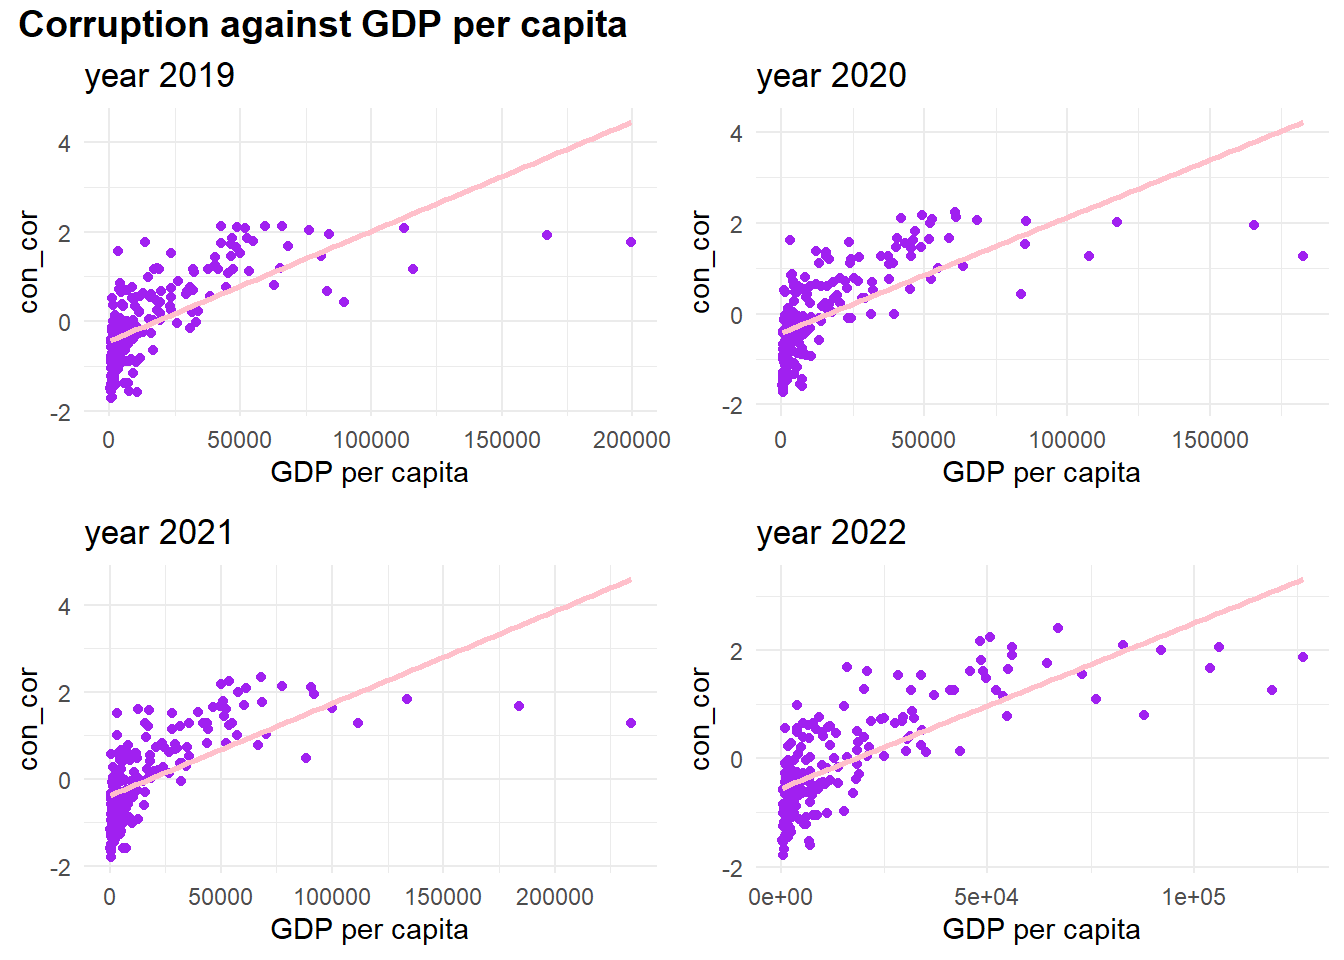 Corruption against GDP per capita
year 2019
4
2
0
-2
con_cor
0 50000 100000 150000 200000
GDP per capita
year 2020
4
2
0
-2
con_cor
0 50000 100000 150000
GDP per capita
year 2021
4
2
0
-2
con_cor
0 50000 100000 150000 200000
GDP per capita
year 2022
2
0
-2
con_cor
0e+00 5e+04 1e+05
GDP per capita